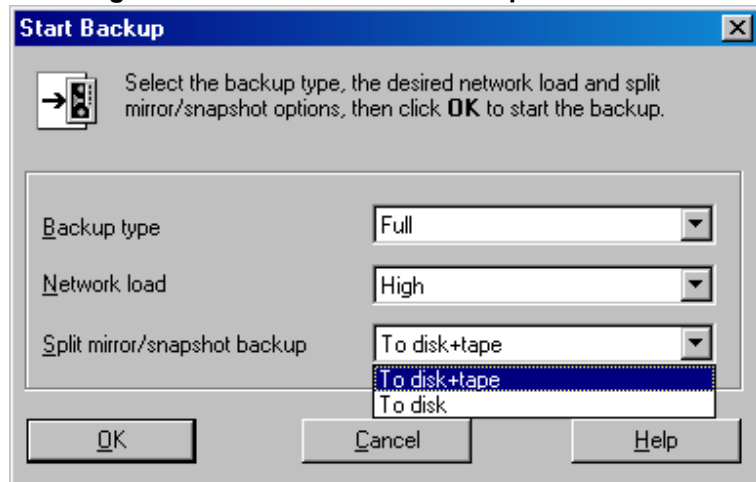 Start Backup
Select the backup type, the desired network load and split
mirror/snapshot options, then click OK to start the backup.
Backup type
Full
Network load
High
Split mirror/snapshot backup
To disk+tape
To disk+tape
To disk
OK
Cancel
Help